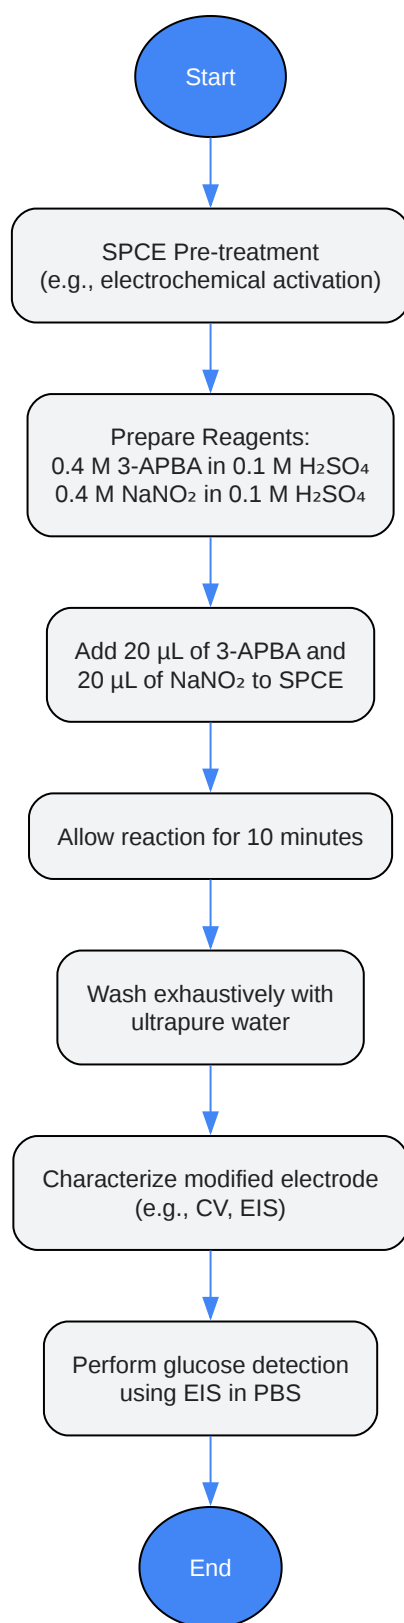 Start
SPCE Pre-treatment
(e.g., electrochemical activation)
Prepare Reagents:
0.4 M 3-APBA in 0.1 M H₂SO₄
0.4 M NaNO₂ in 0.1 M H₂SO₄
Add 20 µL of 3-APBA and
20 µL of NaNO₂ to SPCE
Allow reaction for 10 minutes
Wash exhaustively with
ultrapure water
Characterize modified electrode
(e.g., CV, EIS)
Perform glucose detection
using EIS in PBS
End